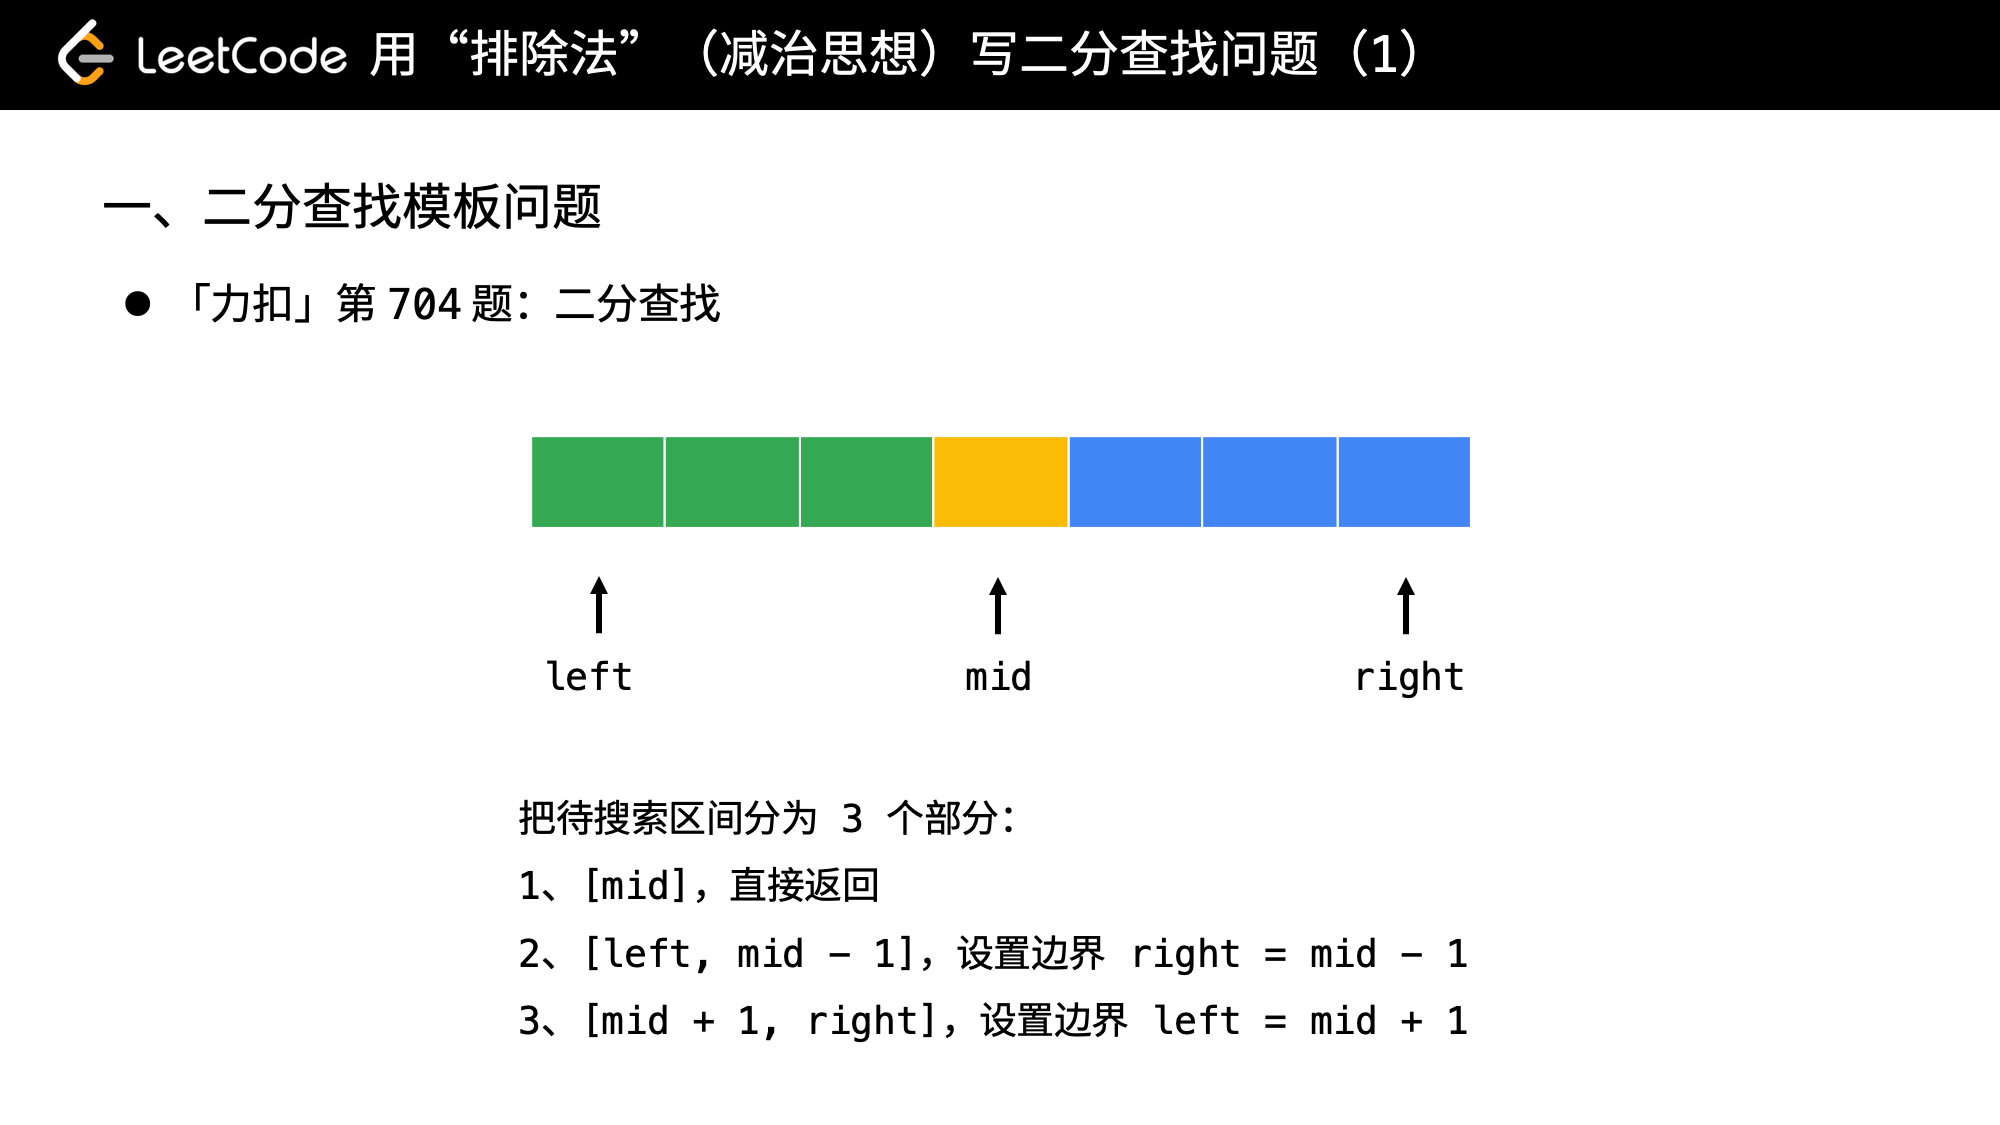 LeetCode 用“排除法”（减治思想）写二分查找问题（1）
一、二分查找模板问题
● 「力扣」第 704 题：二分查找
left mid right
把待搜索区间分为 3 个部分：
1、[mid]，直接返回
2、[left, mid - 1]，设置边界 right = mid - 1
3、[mid + 1, right]，设置边界 left = mid + 1